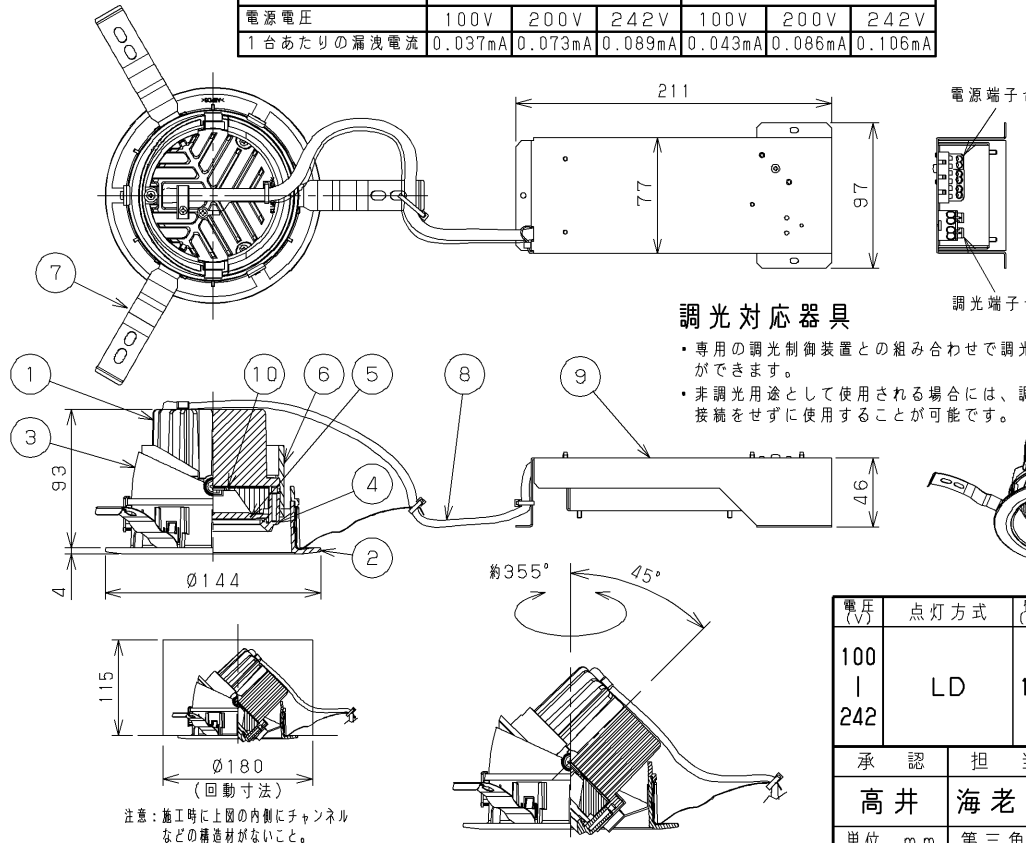 電源電圧 100V 200V 242V 100V 200V 242V
1台あたりの漏洩電流 0.037mA 0.073mA 0.089mA 0.043mA 0.086mA 0.106mA
211
電源端子
77
97
調光端子
7
調光対応器具
・専用の調光制御装置との組み合わせで調光
ができます。
・非調光用途として使用される場合には、調
接続をせずに使用することが可能です。
1
10
6
5
8
9
3
4
2
93
4
46
Ø144
約355°
45°
115
Ø180
(回動寸法)
注意:施工時に上図の内側にチャンネル
などの構造材がないこと。
電圧(V) 点灯方式
100
|
242
LD
1
承認 担当
高井 海老
単位 mm 第三角